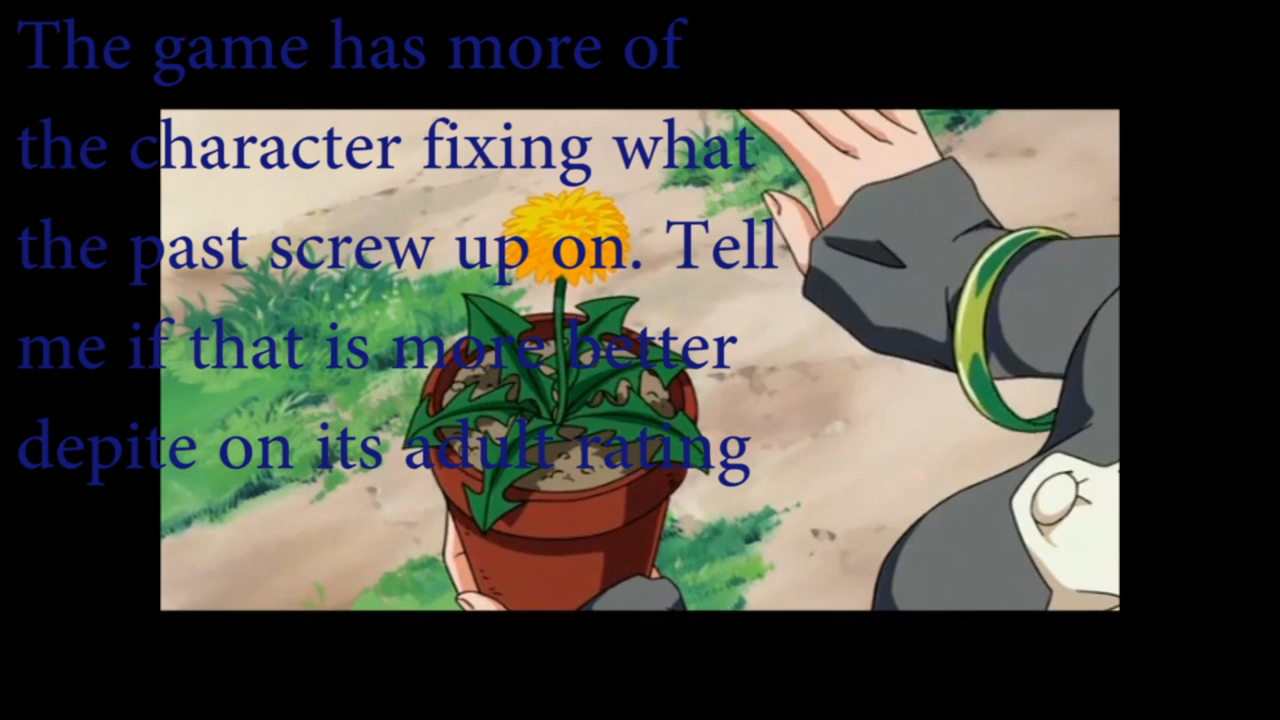 The game has more of
the character fixing what
the past screw up on. Tell
me if that is more better
depite on its adult rating